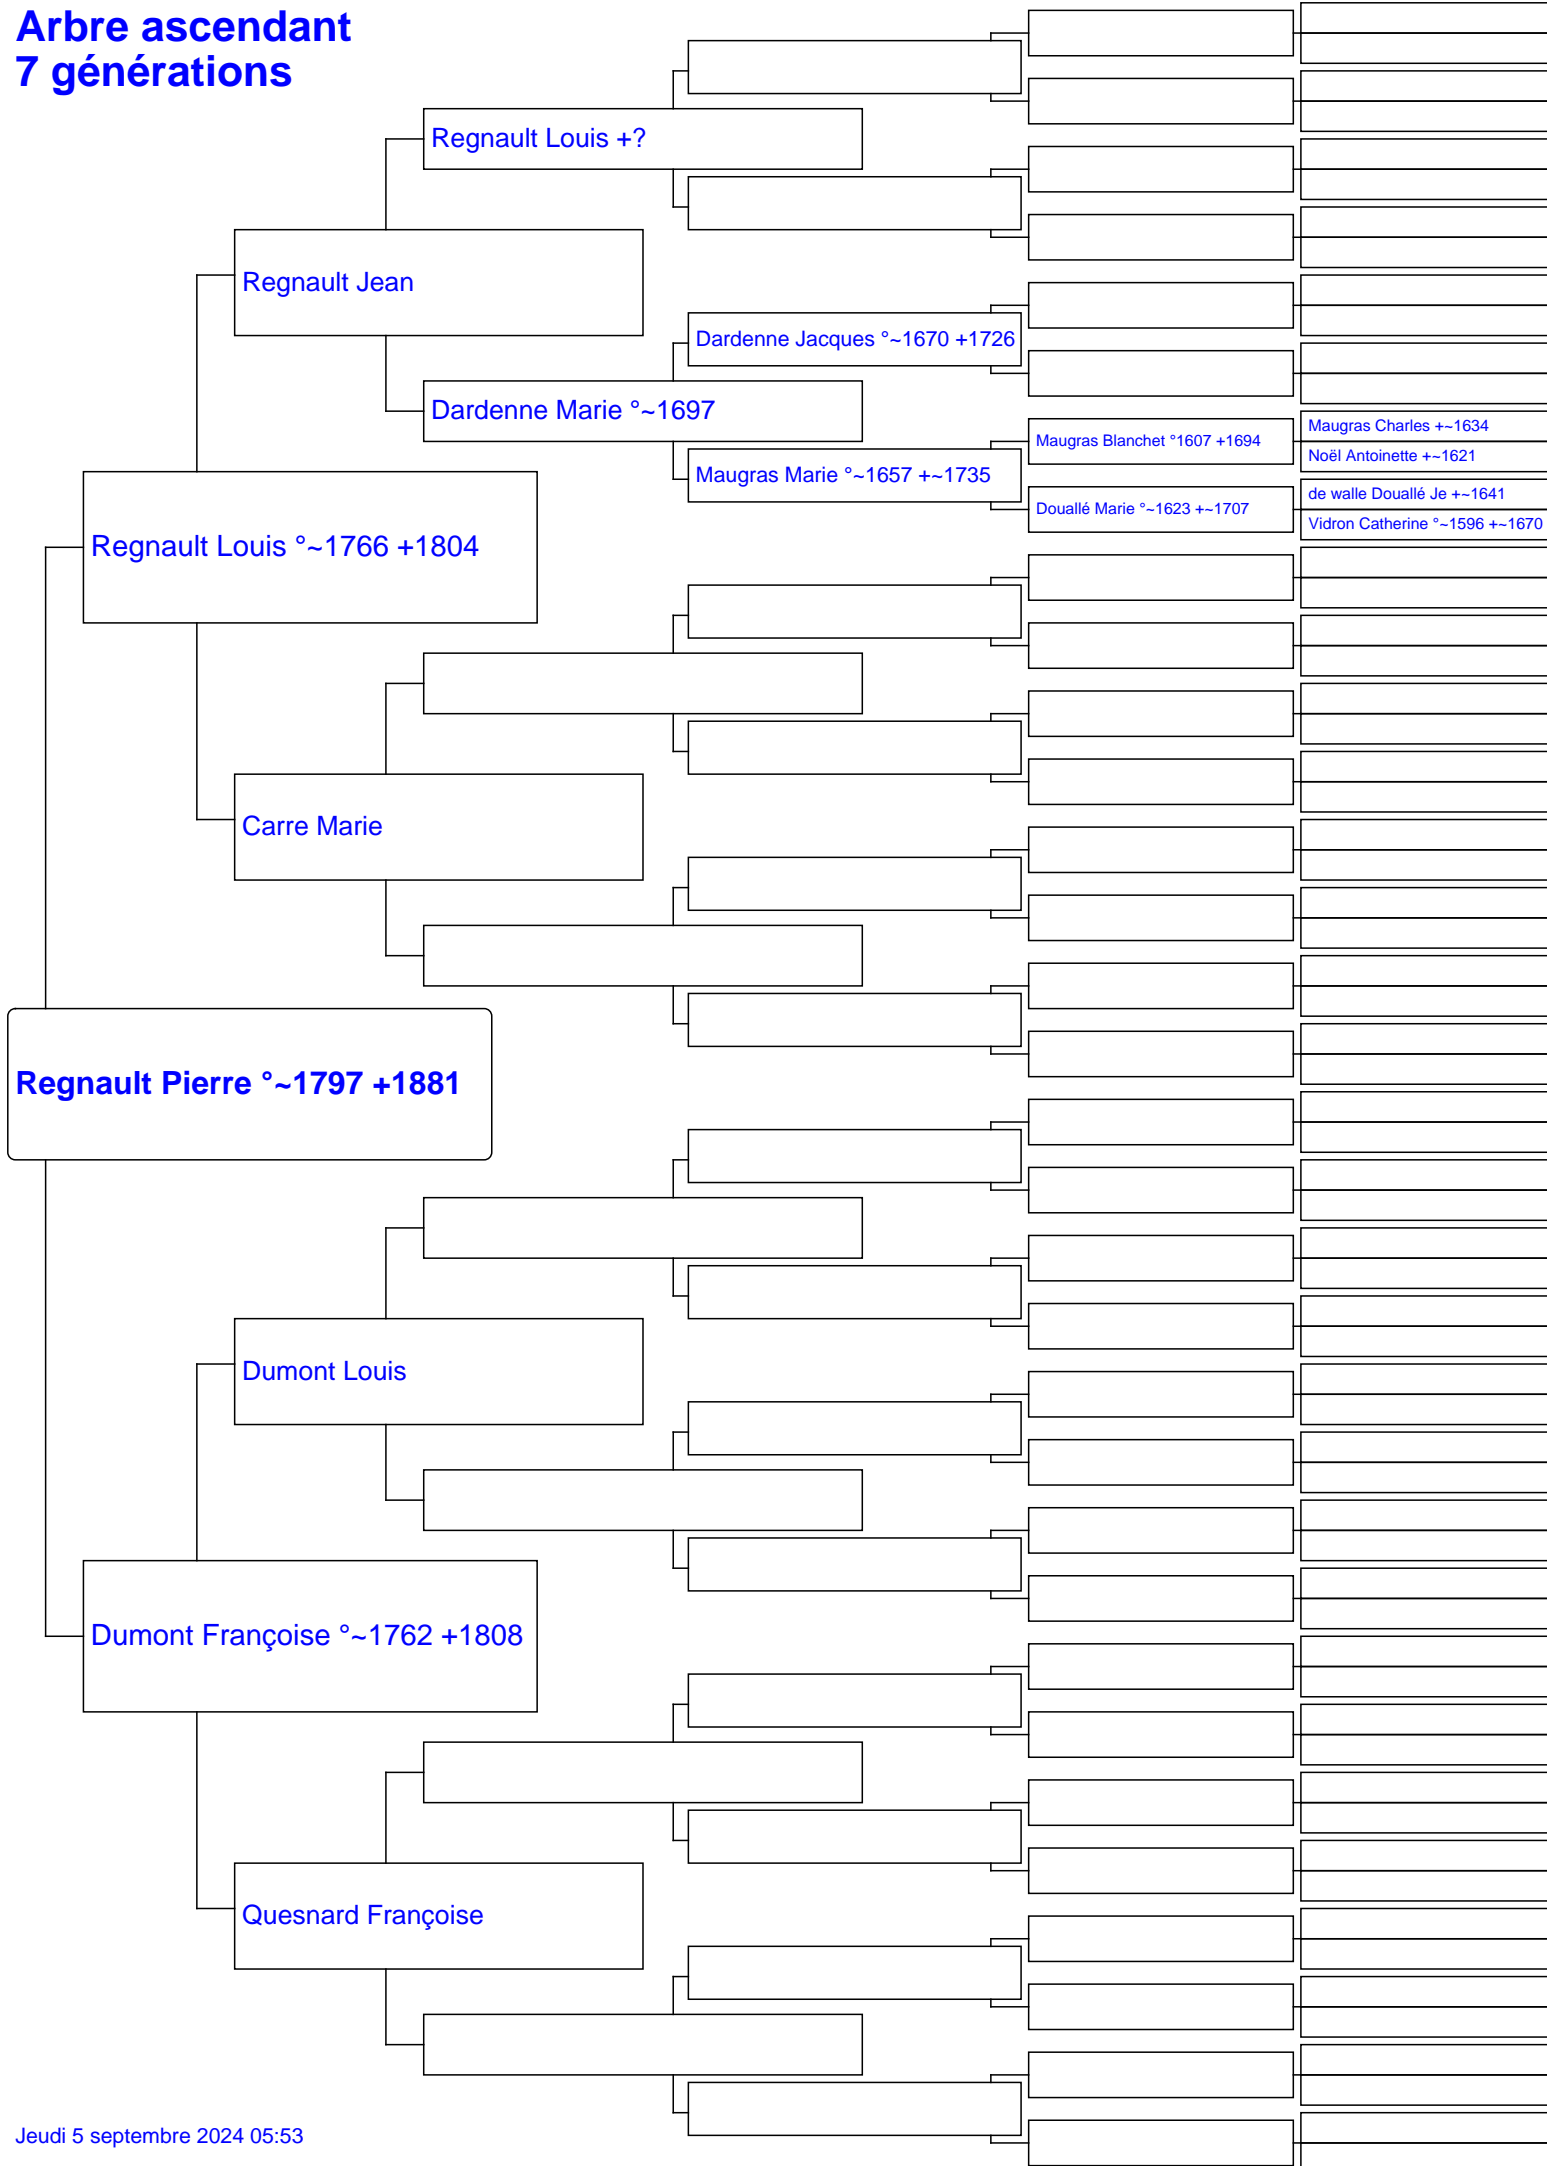 Arbre ascendant
7 générations
Regnault Louis +?
Regnault Jean
Dardenne Jacques °~1670 +1726
Dardenne Marie °~1697
Maugras Charles +~1634
Maugras Blanchet °1607 +1694
Noël Antoinette +~1621
Maugras Marie °~1657 +~1735
de walle Douallé Je +~1641
Douallé Marie °~1623 +~1707
Vidron Catherine °~1596 +~1670
Regnault Louis °~1766 +1804
Carre Marie
Regnault Pierre °~1797 +1881
Dumont Louis
Dumont Françoise °~1762 +1808
Quesnard Françoise
Jeudi 5 septembre 2024 05:53